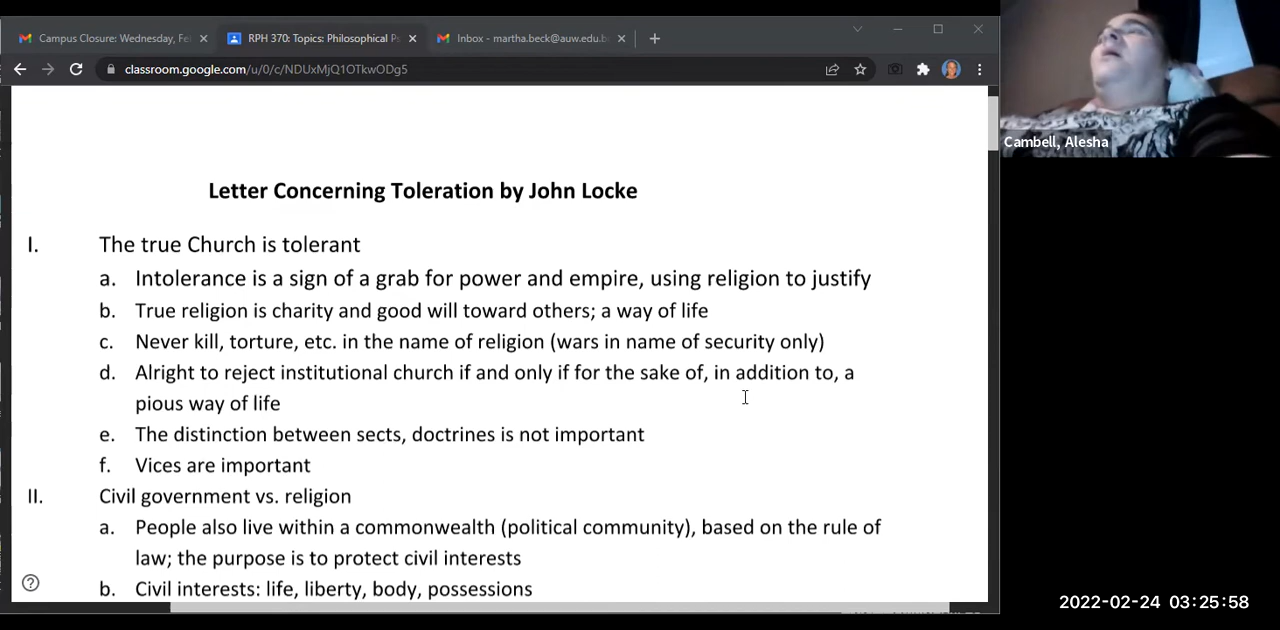 Campus Closure: Wednesday, Fe
RPH 370: Topics: Philosophical P
Inbox - martha.beck@auw.edu.b
classroom.google.com/u/0/c/NDUxMjQ1OTkwODg5
Cambell, Alesha
Letter Concerning Toleration by John Locke
I. The true Church is tolerant
a. Intolerance is a sign of a grab for power and empire, using religion to justify
b. True religion is charity and good will toward others; a way of life
c. Never kill, torture, etc. in the name of religion (wars in name of security only)
d. Alright to reject institutional church if and only if for the sake of, in addition to, a
pious way of life
e. The distinction between sects, doctrines is not important
f. Vices are important
II. Civil government vs. religion
a. People also live within a commonwealth (political community), based on the rule of
law; the purpose is to protect civil interests
b. Civil interests: life, liberty, body, possessions
2022-02-24 03:25:58